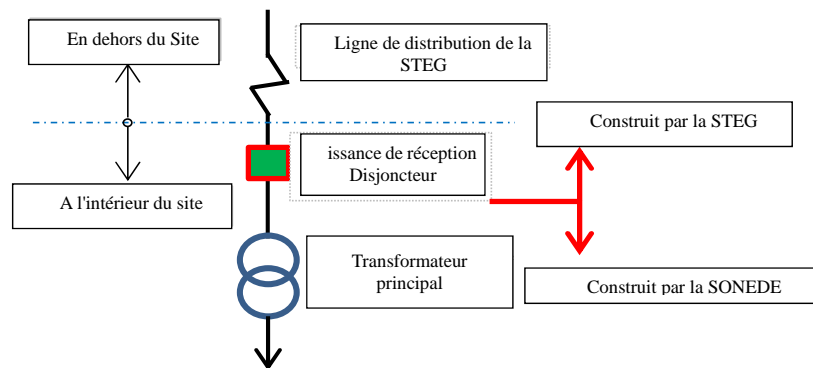 En dehors du Site
Ligne de distribution de la
STEG
Construit par la STEG
issance de réception
Disjoncteur
A l'intérieur du site
Transformateur
principal
Construit par la SONEDE